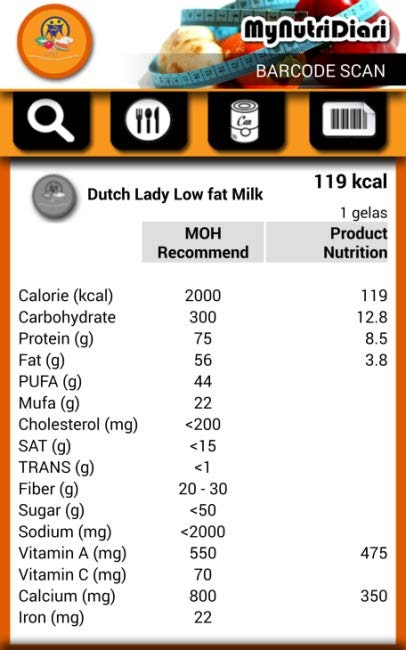 MyNutriDiari
BARCODE SCAN
Can
Dutch Lady Low fat Milk
119 kcal
1 gelas
MOH Recommend Product Nutrition
Calorie (kcal) 2000 119
Carbohydrate 300 12.8
Protein (g) 75 8.5
Fat (g) 56 3.8
PUFA (g) 44
Mufa (g) 22
Cholesterol (mg) <200
SAT (g) <15
TRANS (g) <1
Fiber (g) 20 - 30
Sugar (g) <50
Sodium (mg) <2000
Vitamin A (mg) 550 475
Vitamin C (mg) 70
Calcium (mg) 800 350
Iron (mg) 22